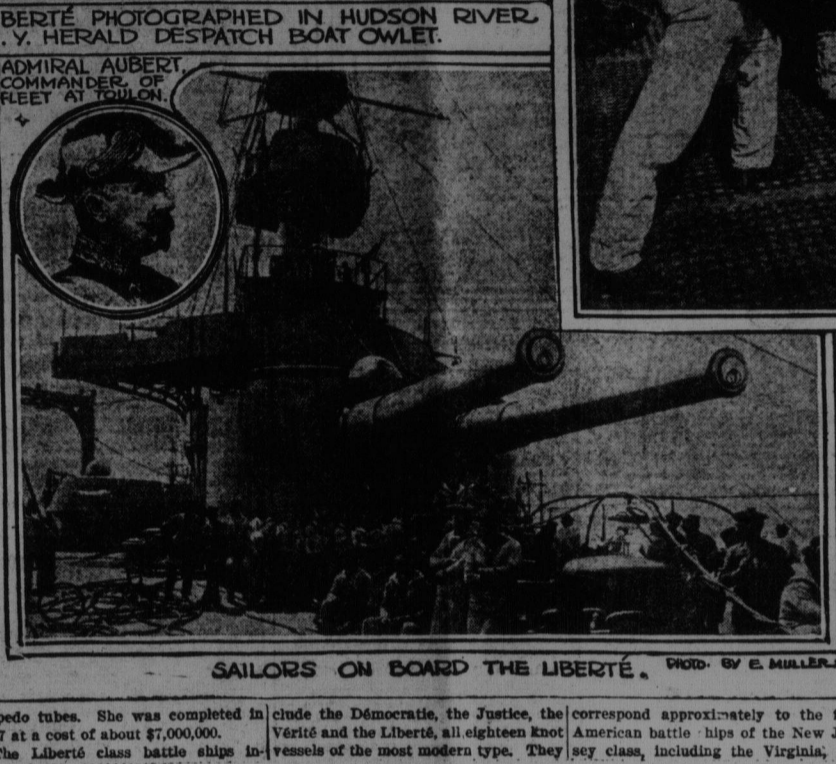 BERTÉ PHOTOGRAPHED IN HUDSON RIVER.
. Y. HERALD DESPATCH BOAT OWLET.
ADMIRAL AUBERT,
COMMANDER OF
FLEET AT TOULON.
SAILORS ON BOARD THE LIBERTÉ.
PHOTO. BY E. MULLER.
pedo tubes. She was completed in
7 at a cost of about $7,000,000.
The Liberté class battle ships in-
clude the Démocratie, the Justice, the
Vérité and the Liberté, all eighteen knot
vessels of the most modern type. They
correspond approximately to the
American battle hips of the New J
sey class, including the Virginia,